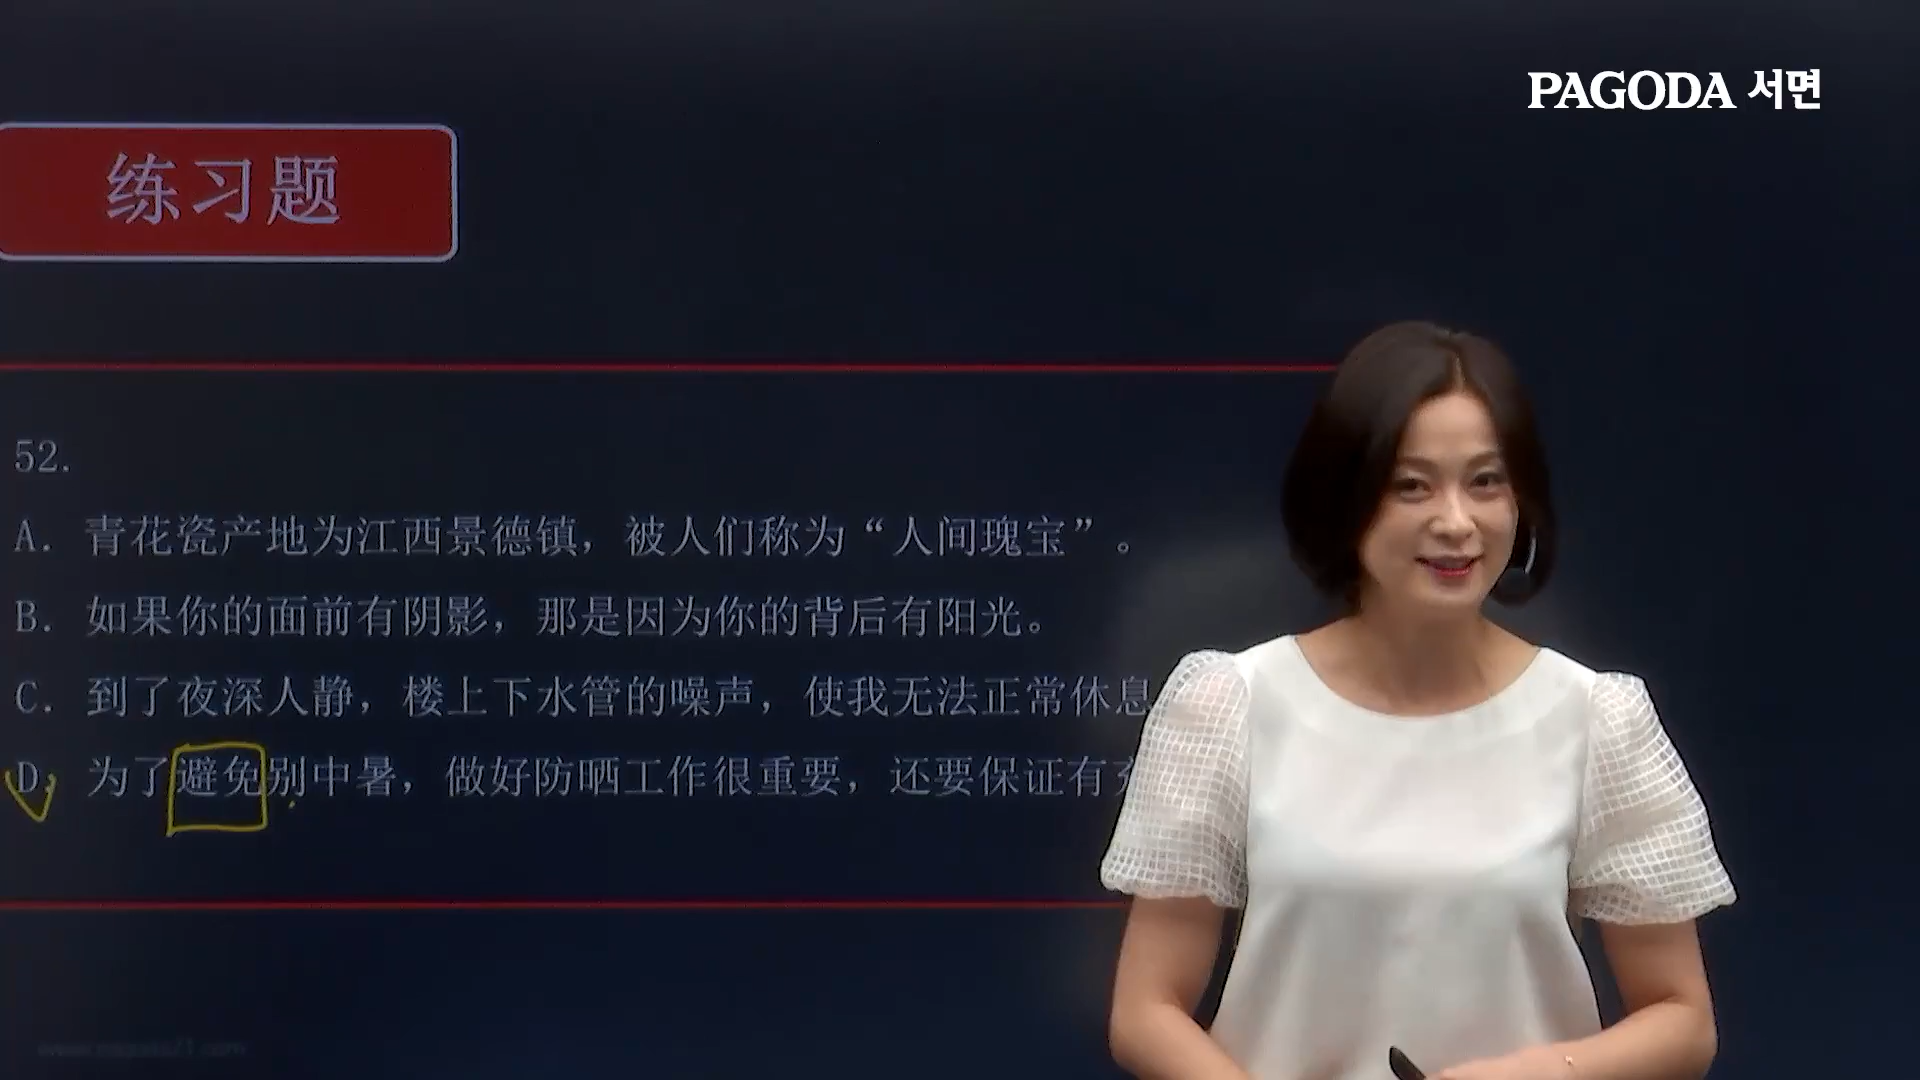 PAGODA 서면
练习题
52.
A. 青花瓷产地为江西景德镇，被人们称为“人间瑰宝”。
B. 如果你的面前有阴影，那是因为你的背后有阳光。
C. 到了夜深人静，楼上下水管的噪声，使我无法正常休息
D. 为了避免别中暑，做好防晒工作很重要，还要保证有